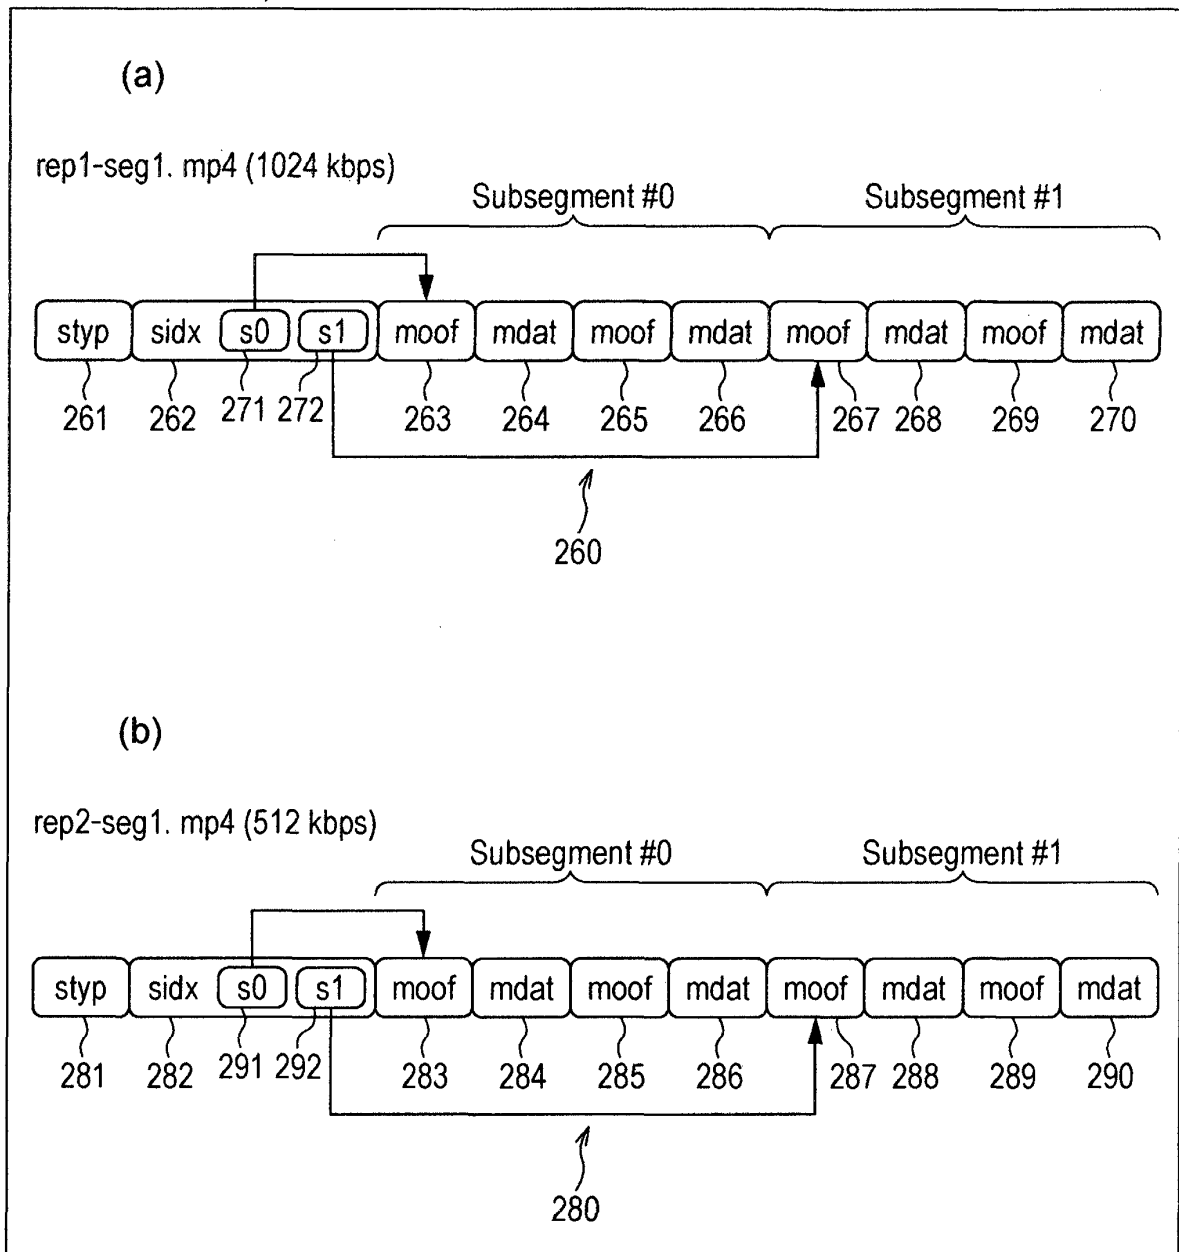 (a)
rep1-seg1. mp4 (1024 kbps)
Subsegment #0 Subsegment #1
styp sidx s0 s1 moof mdat moof mdat moof mdat moof mdat
261 262 271 272 263 264 265 266 267 268 269 270
260
(b)
rep2-seg1. mp4 (512 kbps)
Subsegment #0 Subsegment #1
styp sidx s0 s1 moof mdat moof mdat moof mdat moof mdat
281 282 291 292 283 284 285 286 287 288 289 290
280